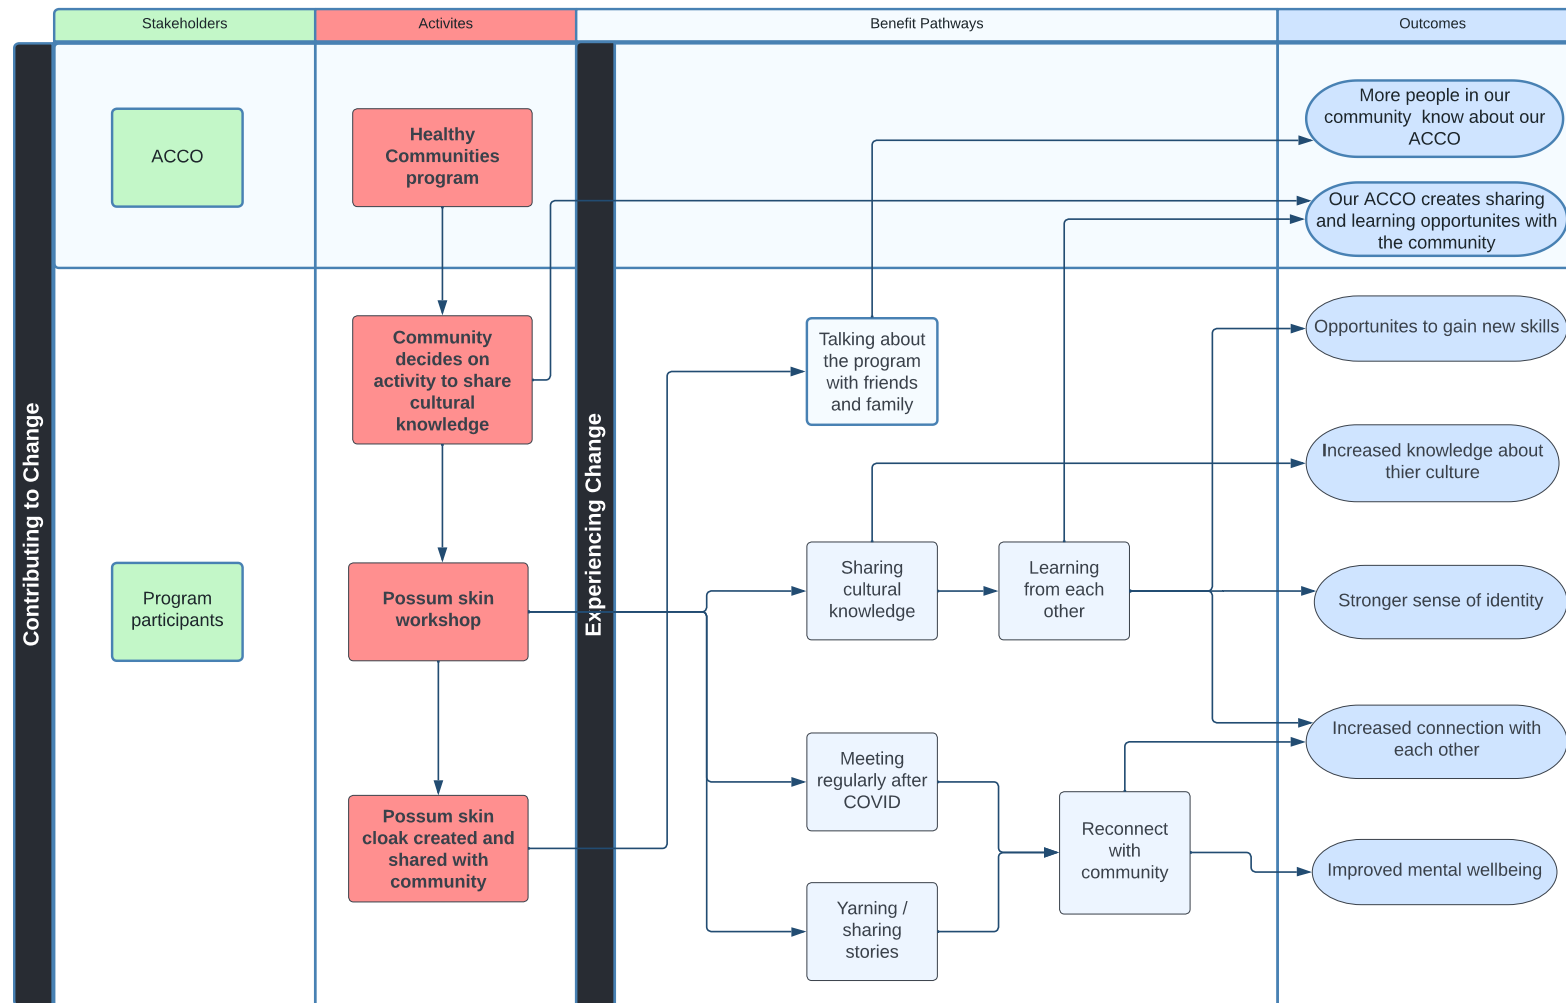 Stakeholders
Activites
Benefit Pathways
Outcomes
Contributing to Change
Experiencing Change
ACCO
Healthy
Communities
program
More people in our
community know about our
ACCO
Our ACCO creates sharing
and learning opportunites with
the community
Community
decides on
activity to share
cultural
knowledge
Talking about
the program
with friends
and family
Opportunites to gain new skills
Increased knowledge about
thier culture
Program
participants
Possum skin
workshop
Sharing
cultural
knowledge
Learning
from each
other
Stronger sense of identity
Meeting
regularly after
COVID
Increased connection with
each other
Possum skin
cloak created and
shared with
community
Reconnect
with
community
Improved mental wellbeing
Yarning /
sharing
stories